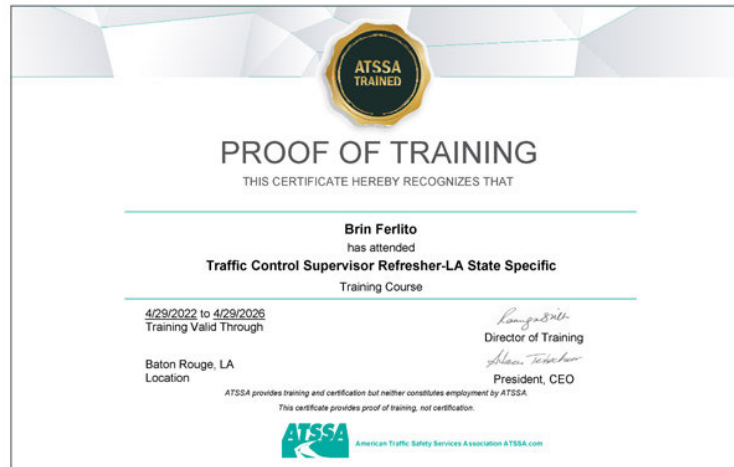 ATSSA
TRAINED
PROOF OF TRAINING
THIS CERTIFICATE HEREBY RECOGNIZES THAT
Brin Ferlito
has attended
Traffic Control Supervisor Refresher-LA State Specific
Training Course
4/29/2022 to 4/29/2026
Training Valid Through
Director of Training
Baton Rouge, LA
Location
President, CEO
ATSSA provides training and certification but neither constitutes employment by ATSSA.
This certificate provides proof of training, not certification.
ATSSA
American Traffic Safety Services Association ATSSA.com